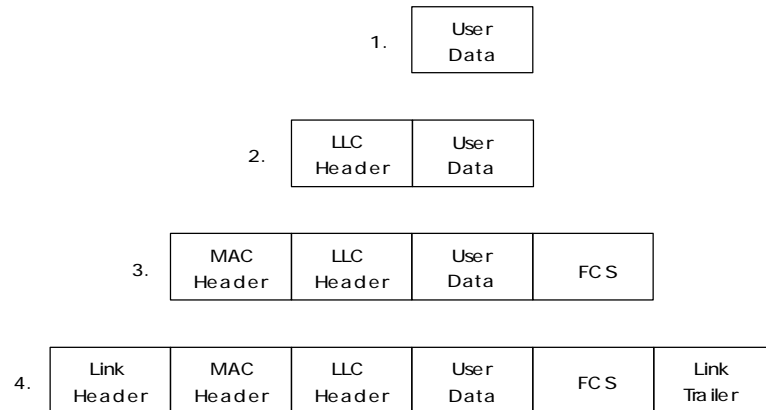 1. User Data
2. LLC Header User Data
3. MAC Header LLC Header User Data FCS
4. Link Header MAC Header LLC Header User Data FCS Link Trailer